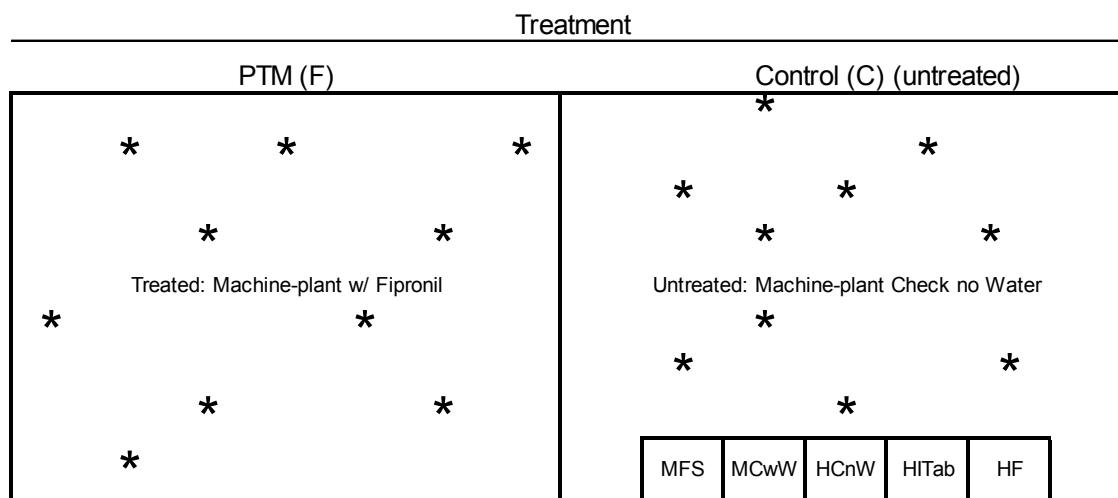 Treatment
PTM (F)
Control (C) (untreated)
*
* * *
*
* *
* *
* *
Treated: Machine-plant w/ Fipronil
Untreated: Machine-plant Check no Water
* *
*
* *
* *
*
*
MFS MCwW HCnW HITab HF